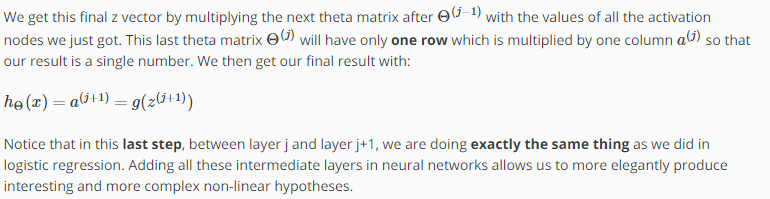 We get this final z vector by multiplying the next theta matrix after Θ⁽ʲ⁻¹⁾ with the values of all the activation
nodes we just got. This last theta matrix Θ⁽ʲ⁾ will have only one row which is multiplied by one column a⁽ʲ⁾ so that
our result is a single number. We then get our final result with:
h_Θ(x) = a⁽ʲ⁺¹⁾ = g(z⁽ʲ⁺¹⁾)
Notice that in this last step, between layer j and layer j+1, we are doing exactly the same thing as we did in
logistic regression. Adding all these intermediate layers in neural networks allows us to more elegantly produce
interesting and more complex non-linear hypotheses.